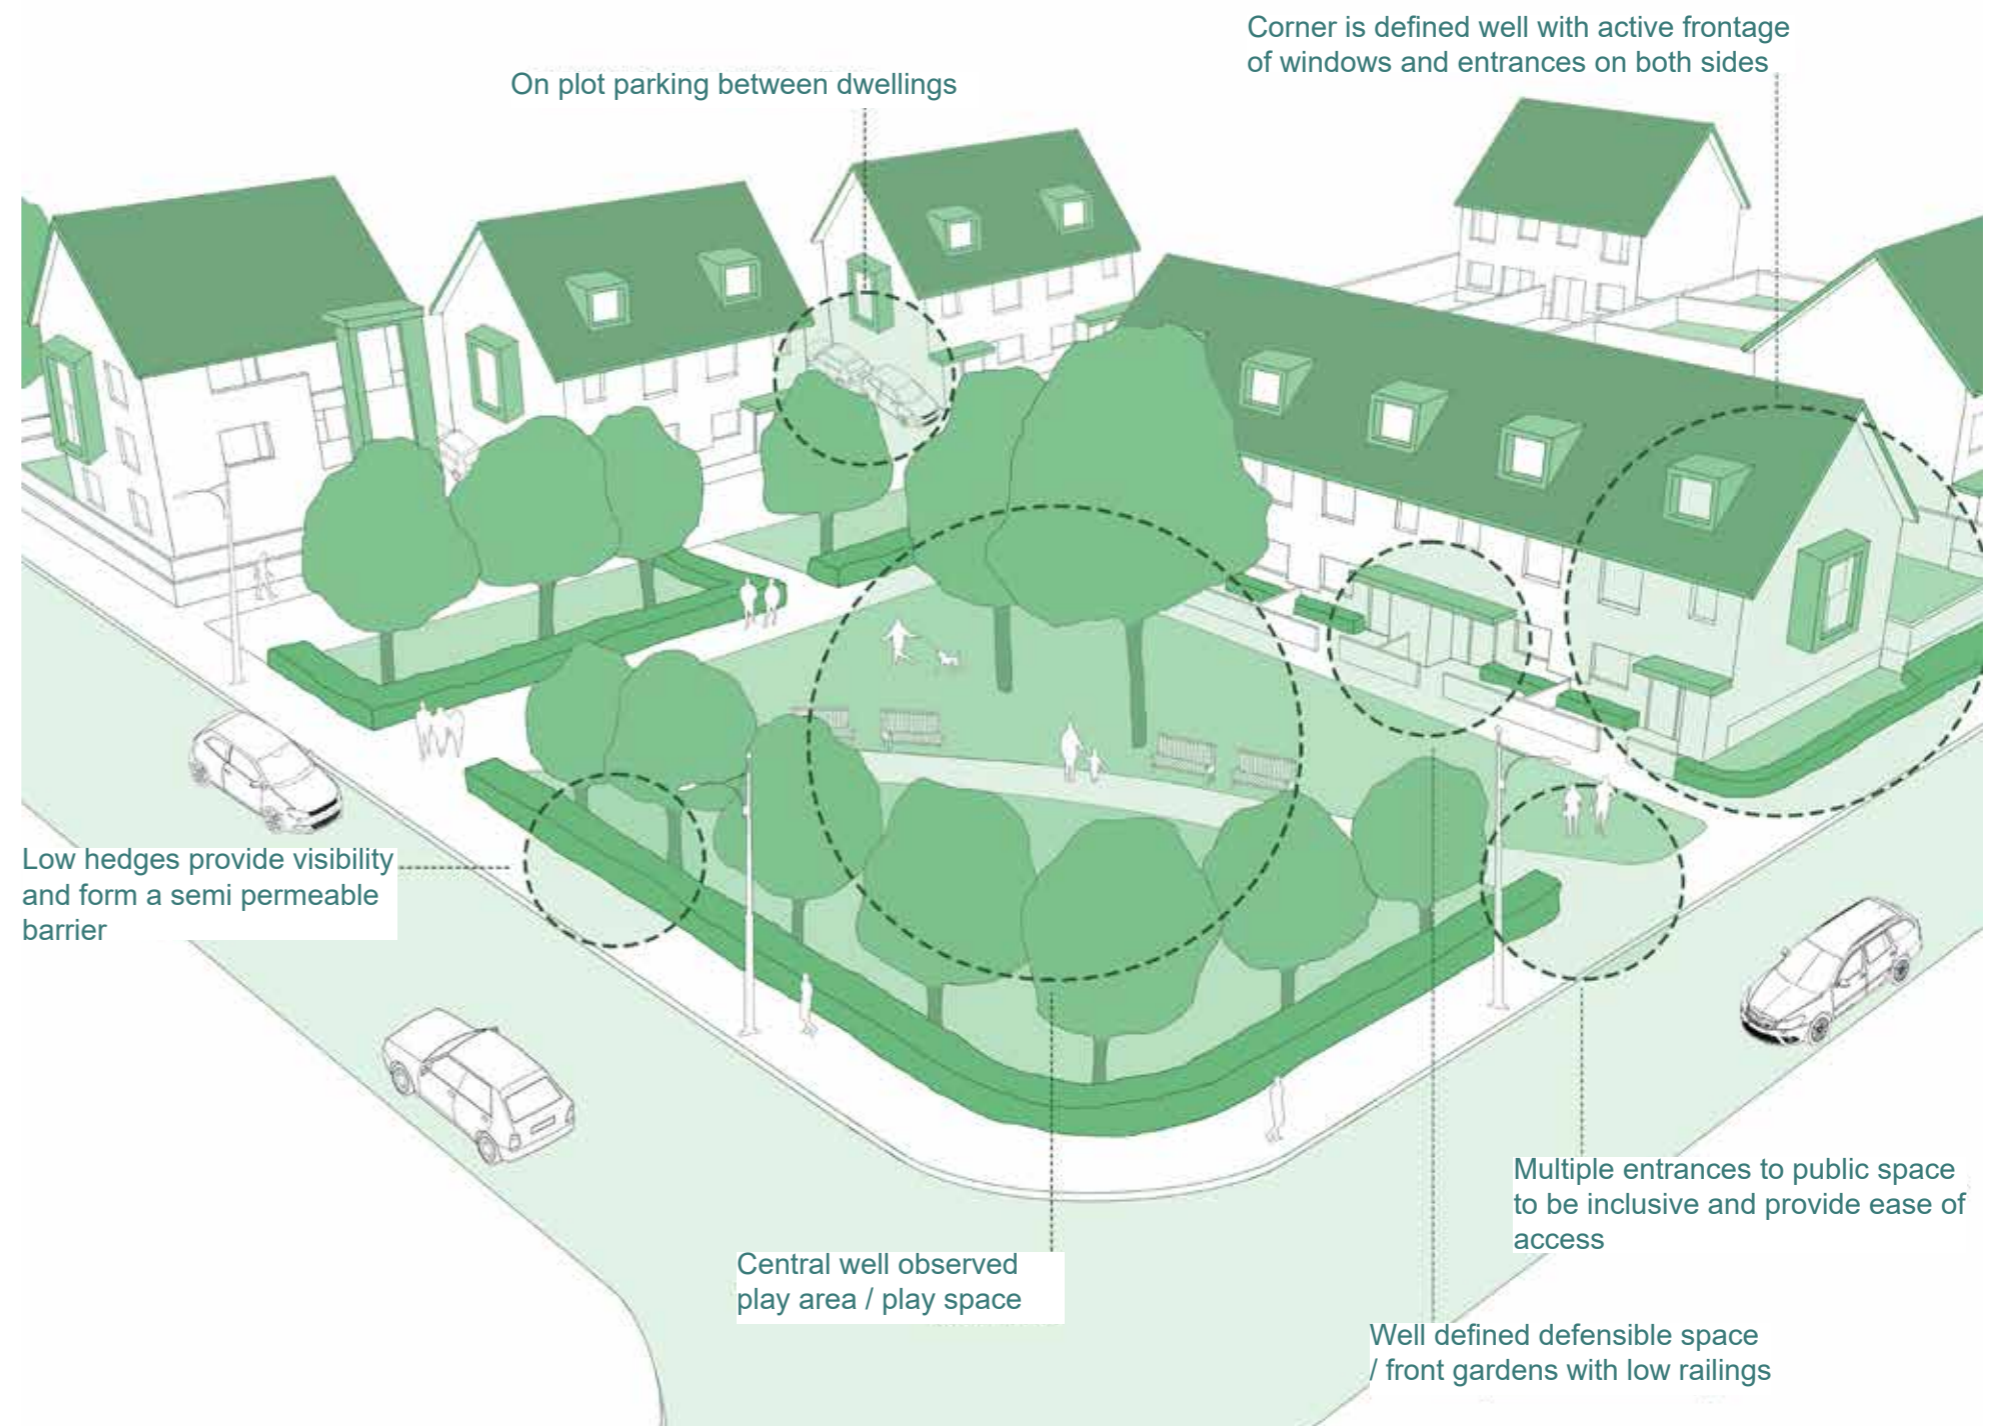 Corner is defined well with active frontage
of windows and entrances on both sides
On plot parking between dwellings
Low hedges provide visibility
and form a semi permeable
barrier
Multiple entrances to public space
to be inclusive and provide ease of
access
Central well observed
play area / play space
Well defined defensible space
/ front gardens with low railings